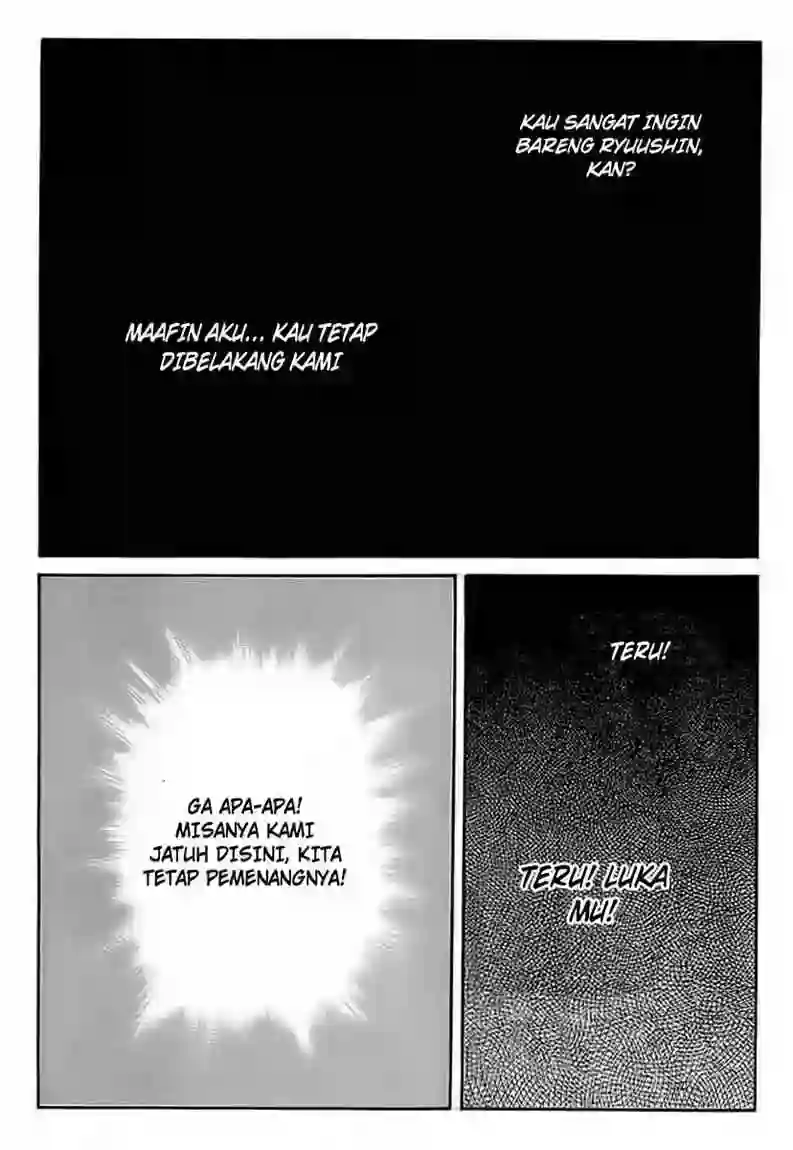 KAU SANGAT INGIN
BARENG RYUUSHIN,
KAN?
MAAFIN AKU... KAU TETAP
DIBELAKANG KAMI
TERU!
TERU! LUKA
MU!
GA APA-APA!
MISANYA KAMI
JATUH DISINI, KITA
TETAP PEMENANGNYA!